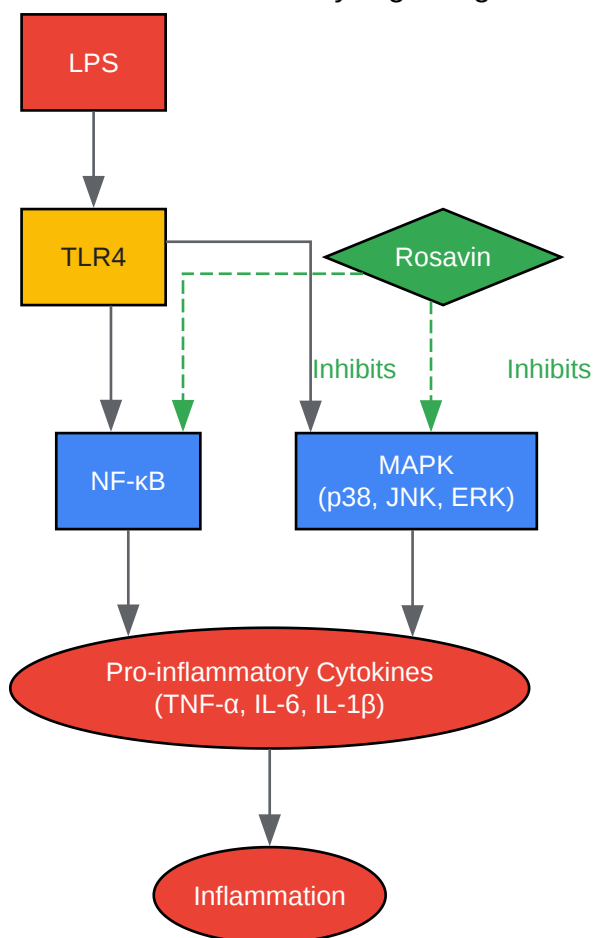 LPS
TLR4
Rosavin
Inhibits
Inhibits
NF-κB
MAPK
(p38, JNK, ERK)
Pro-inflammatory Cytokines
(TNF-α, IL-6, IL-1β)
Inflammation